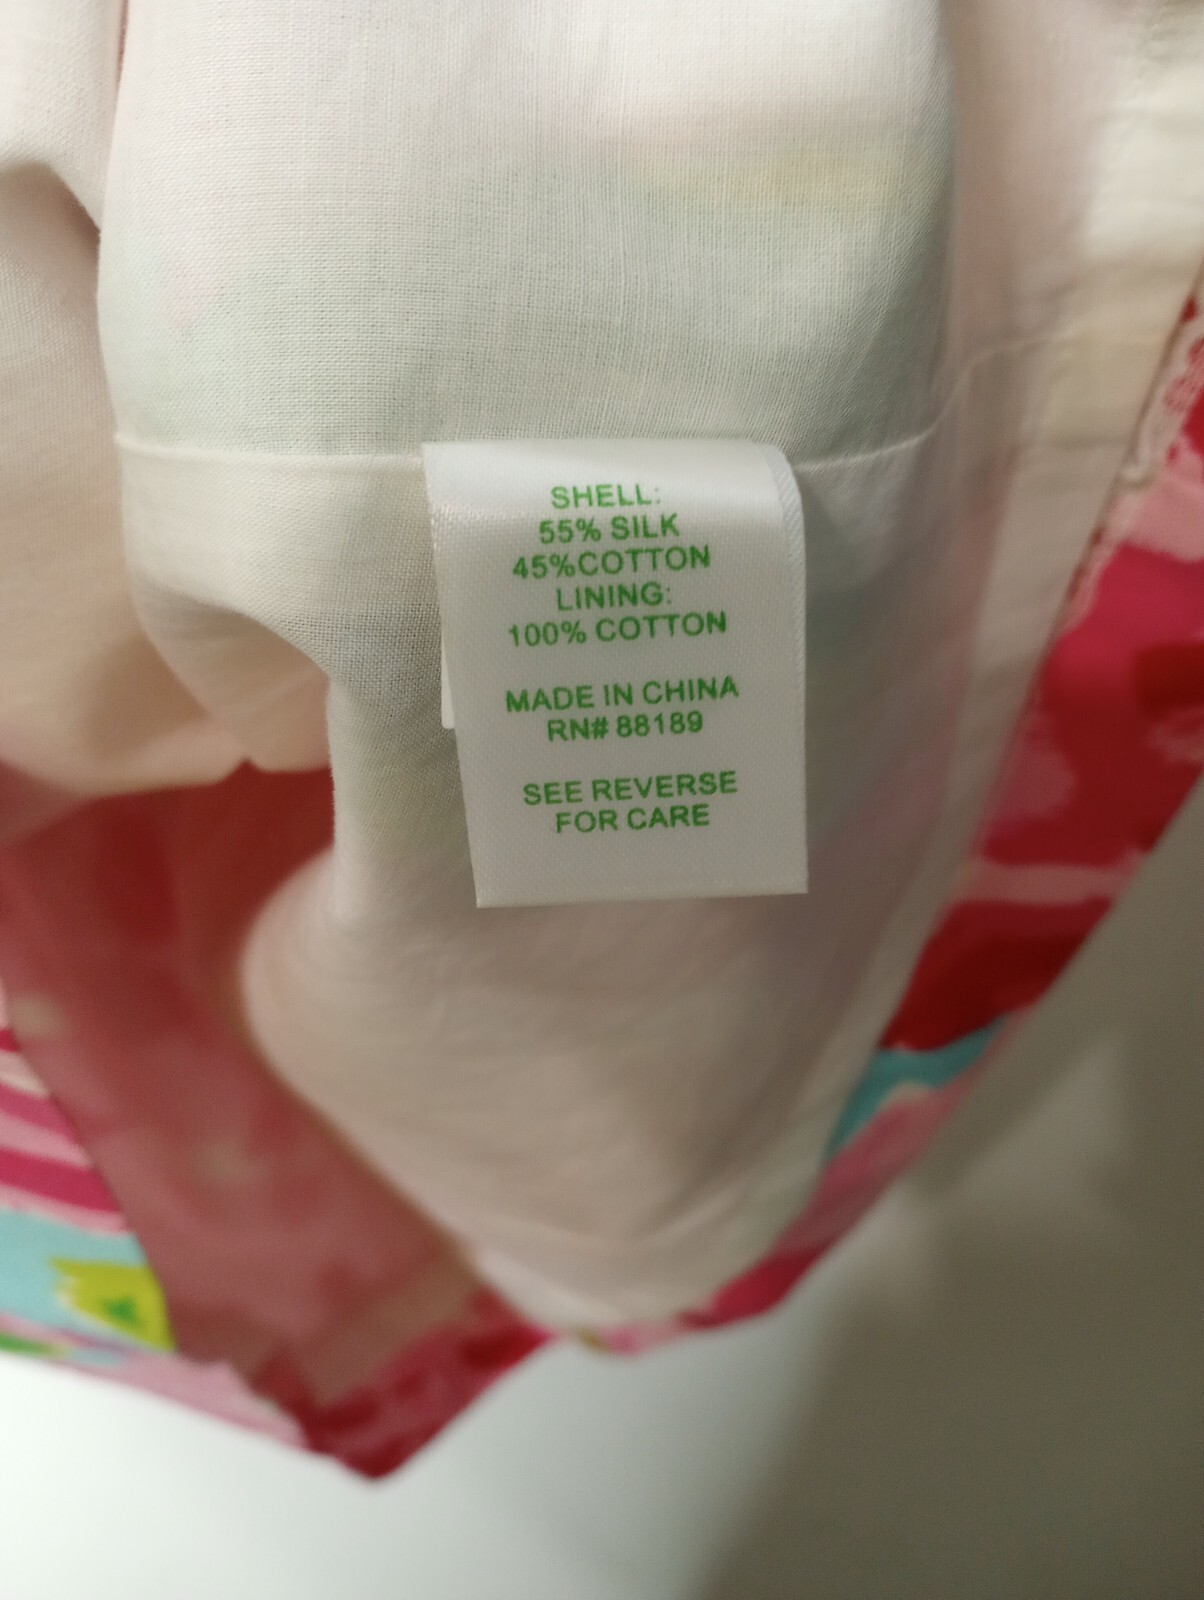 SHELL:
55% SILK
45%COTTON
LINING:
100% COTTON
MADE IN CHINA
RN# 88189
SEE REVERSE
FOR CARE